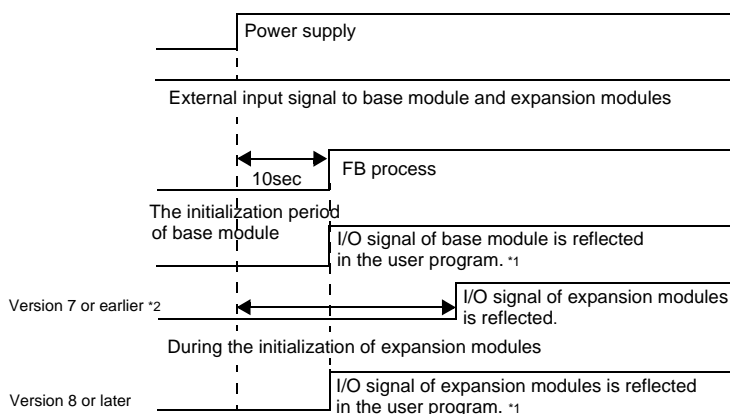 Power supply
External input signal to base module and expansion modules
10sec
FB process
The initialization period
of base module
I/O signal of base module is reflected
in the user program. *1
Version 7 or earlier *2
I/O signal of expansion modules
is reflected.
During the initialization of expansion modules
Version 8 or later
I/O signal of expansion modules is reflected
in the user program. *1